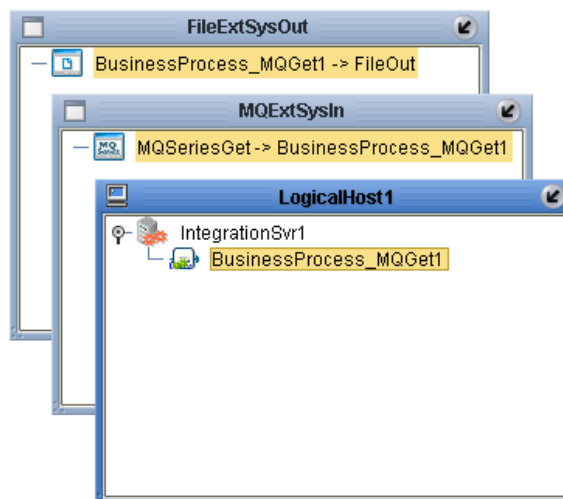 FileExtSysOut
BusinessProcess_MQGet1 -> FileOut
MQExtSysIn
MQSeriesGet -> BusinessProcess_MQGet1
LogicalHost1
IntegrationSvr1
BusinessProcess_MQGet1